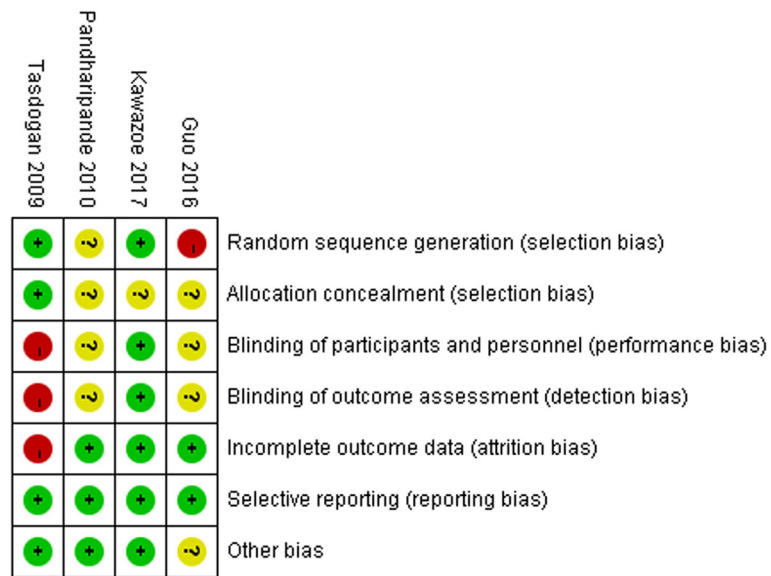 Tasdogan 2009
Pandharipande 2010
Kawazoe 2017
Guo 2016
+ ? + - Random sequence generation (selection bias)
+ ? ? ? Allocation concealment (selection bias)
- ? + ? Blinding of participants and personnel (performance bias)
- ? + ? Blinding of outcome assessment (detection bias)
- + + + Incomplete outcome data (attrition bias)
+ + + + Selective reporting (reporting bias)
+ + + ? Other bias